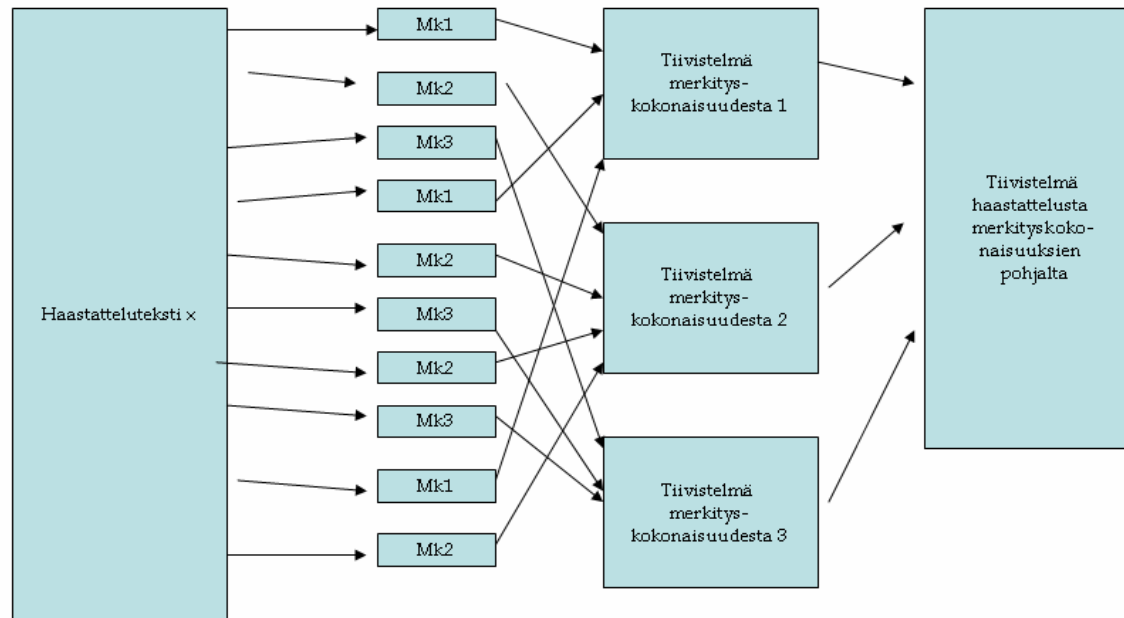 Haastatteluteksti x
Mk1
Mk2
Mk3
Mk1
Mk2
Mk3
Mk2
Mk3
Mk1
Mk2
Tiivistelmä
merkitys-
kokonaisuudesta 1
Tiivistelmä
merkitys-
kokonaisuudesta 2
Tiivistelmä
merkitys-
kokonaisuudesta 3
Tiivistelmä
haastattelusta
merkityskoko-
naisuuksien
pohjalta